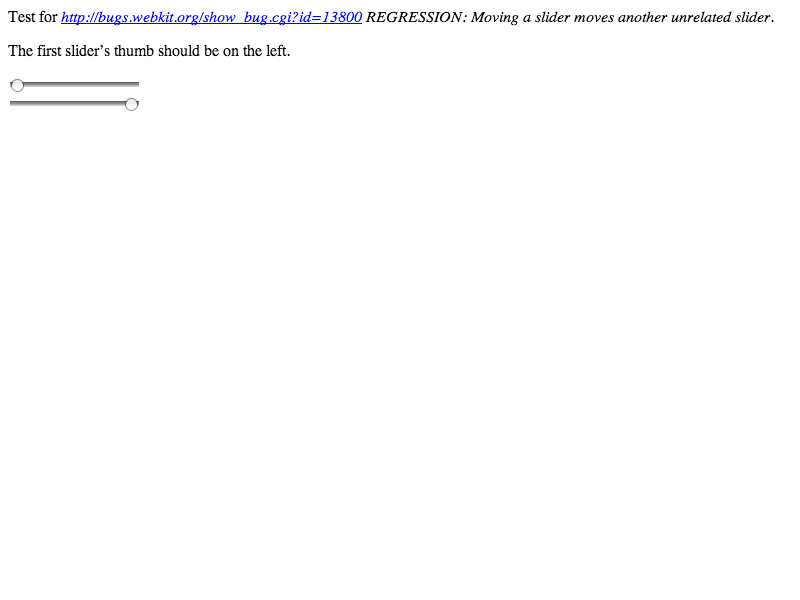 Test for http://bugs.webkit.org/show_bug.cgi?id=13800 REGRESSION: Moving a slider moves another unrelated slider.
The first slider’s thumb should be on the left.